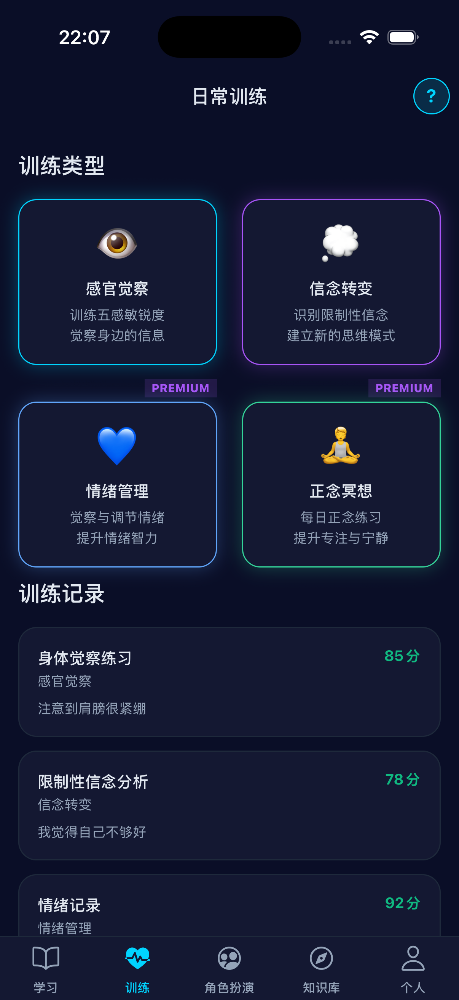 22:07
日常训练
?
训练类型
感官觉察
训练五感敏锐度
觉察身边的信息
信念转变
识别限制性信念
建立新的思维模式
PREMIUM
情绪管理
觉察与调节情绪
提升情绪智力
PREMIUM
正念冥想
每日正念练习
提升专注与宁静
训练记录
身体觉察练习
85 分
感官觉察
注意到肩膀很紧绷
限制性信念分析
78 分
信念转变
我觉得自己不够好
情绪记录
92 分
情绪管理
学习
训练
角色扮演
知识库
个人